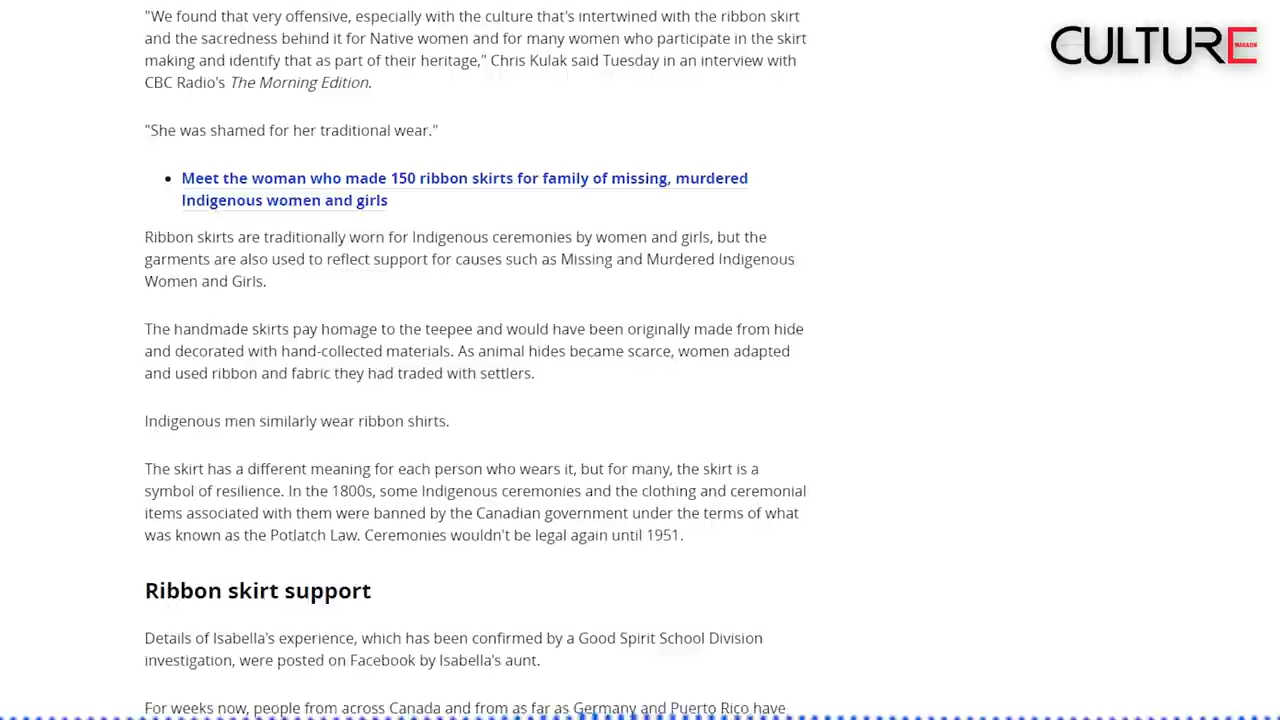 "We found that very offensive, especially with the culture that's intertwined with the ribbon skirt
and the sacredness behind it for Native women and for many women who participate in the skirt
making and identify that as part of their heritage," Chris Kulak said Tuesday in an interview with
CBC Radio's The Morning Edition.
"She was shamed for her traditional wear."
• Meet the woman who made 150 ribbon skirts for family of missing, murdered
Indigenous women and girls
Ribbon skirts are traditionally worn for Indigenous ceremonies by women and girls, but the
garments are also used to reflect support for causes such as Missing and Murdered Indigenous
Women and Girls.
The handmade skirts pay homage to the teepee and would have been originally made from hide
and decorated with hand-collected materials. As animal hides became scarce, women adapted
and used ribbon and fabric they had traded with settlers.
Indigenous men similarly wear ribbon shirts.
The skirt has a different meaning for each person who wears it, but for many, the skirt is a
symbol of resilience. In the 1800s, some Indigenous ceremonies and the clothing and ceremonial
items associated with them were banned by the Canadian government under the terms of what
was known as the Potlatch Law. Ceremonies wouldn't be legal again until 1951.
Ribbon skirt support
Details of Isabella's experience, which has been confirmed by a Good Spirit School Division
investigation, were posted on Facebook by Isabella's aunt.
For weeks now, people from across Canada and from as far as Germany and Puerto Rico have
CULTURE